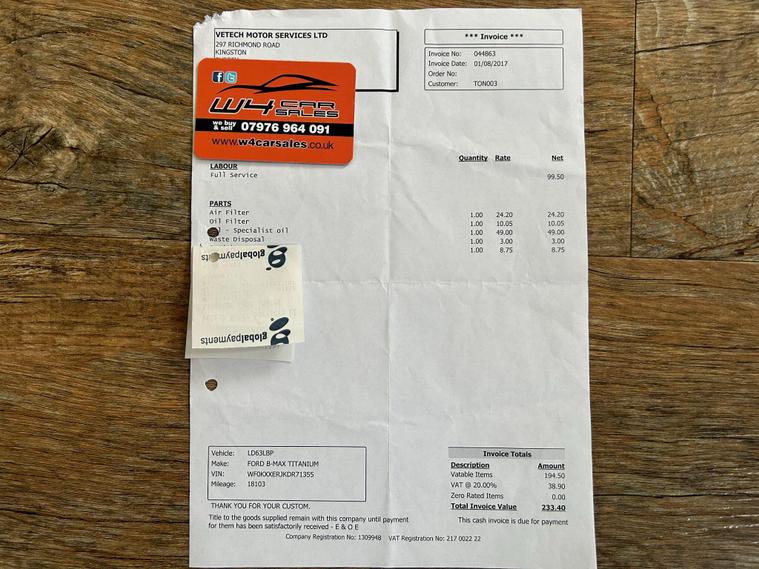 VETECH MOTOR SERVICES LTD
297 RICHMOND ROAD
KINGSTON
*** Invoice ***
Invoice No: 044863
Invoice Date: 01/08/2017
Order No:
Customer: TON003
W4 CAR SALES
we buy & sell 07976 964 091
www.w4carsales.co.uk
Quantity Rate Net
LABOUR
Full Service 99.50
PARTS
Air Filter 1.00 24.20 24.20
Oil Filter 1.00 10.05 10.05
- Specialist oil 1.00 49.00 49.00
Waste Disposal 1.00 3.00 3.00
1.00 8.75 8.75
globalpayments
globalpayments
Vehicle: LD63LBP
Make: FORD B-MAX TITANIUM
VIN: WF0KXXERJKDR71355
Mileage: 18103
Invoice Totals
Description Amount
Vatable Items 194.50
VAT @ 20.00% 38.90
Zero Rated Items 0.00
Total Invoice Value 233.40
THANK YOU FOR YOUR CUSTOM.
Title to the goods supplied remain with this company until payment
for them has been satisfactorily received - E & O E
This cash invoice is due for payment
Company Registration No: 1309948 VAT Registration No: 217 0022 22